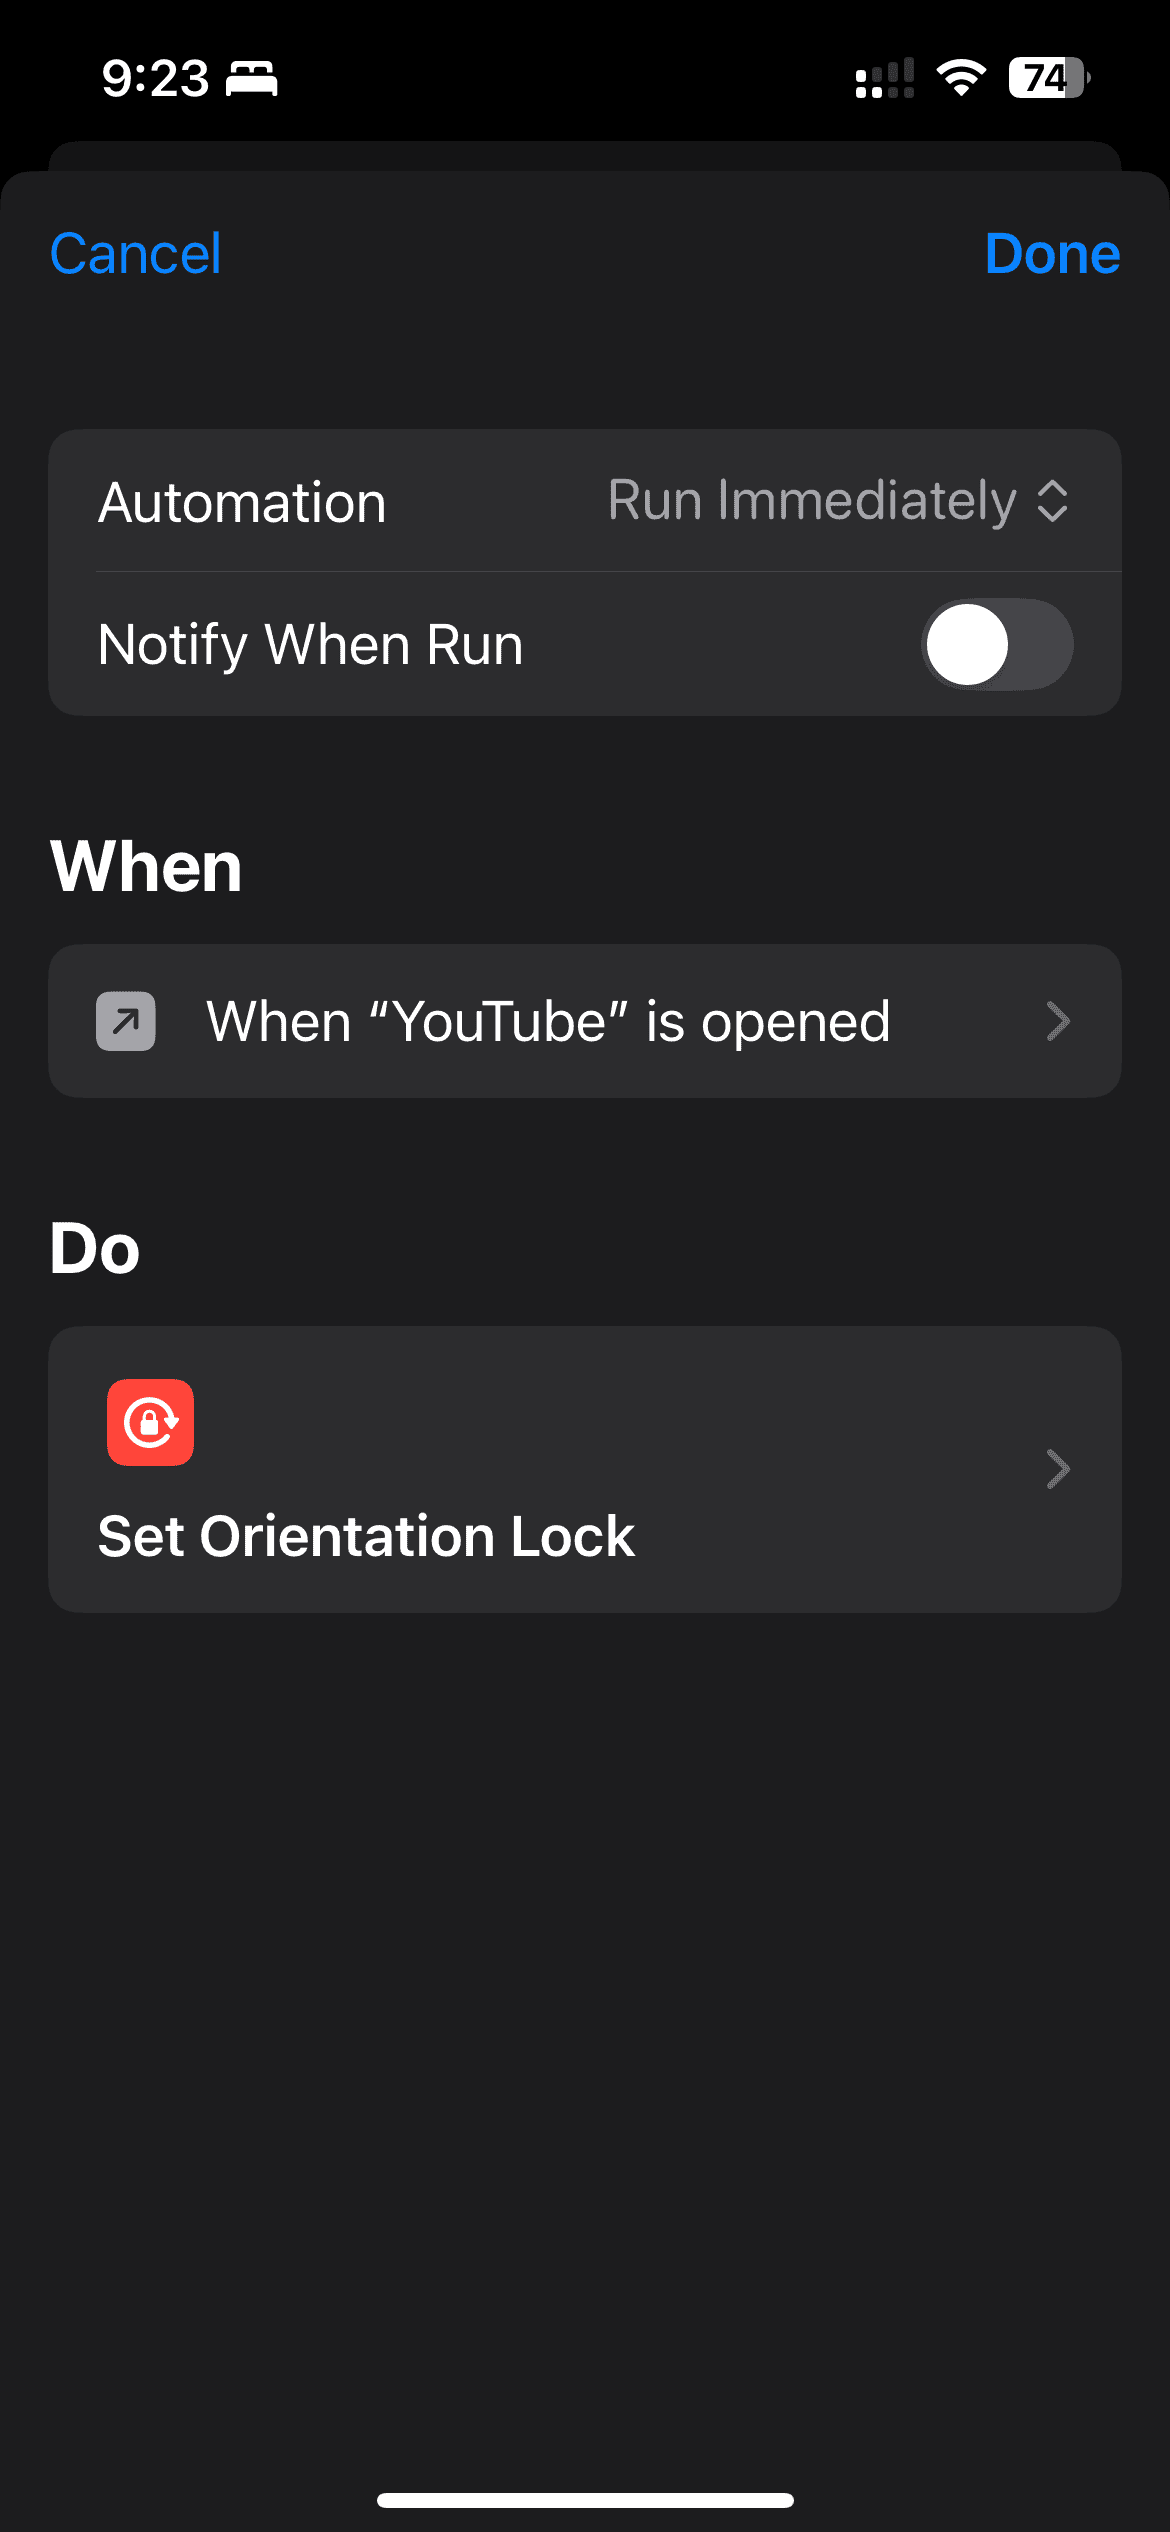 9:23
74
Cancel
Done
Automation
Run Immediately
Notify When Run
When
When “YouTube” is opened
Do
Set Orientation Lock